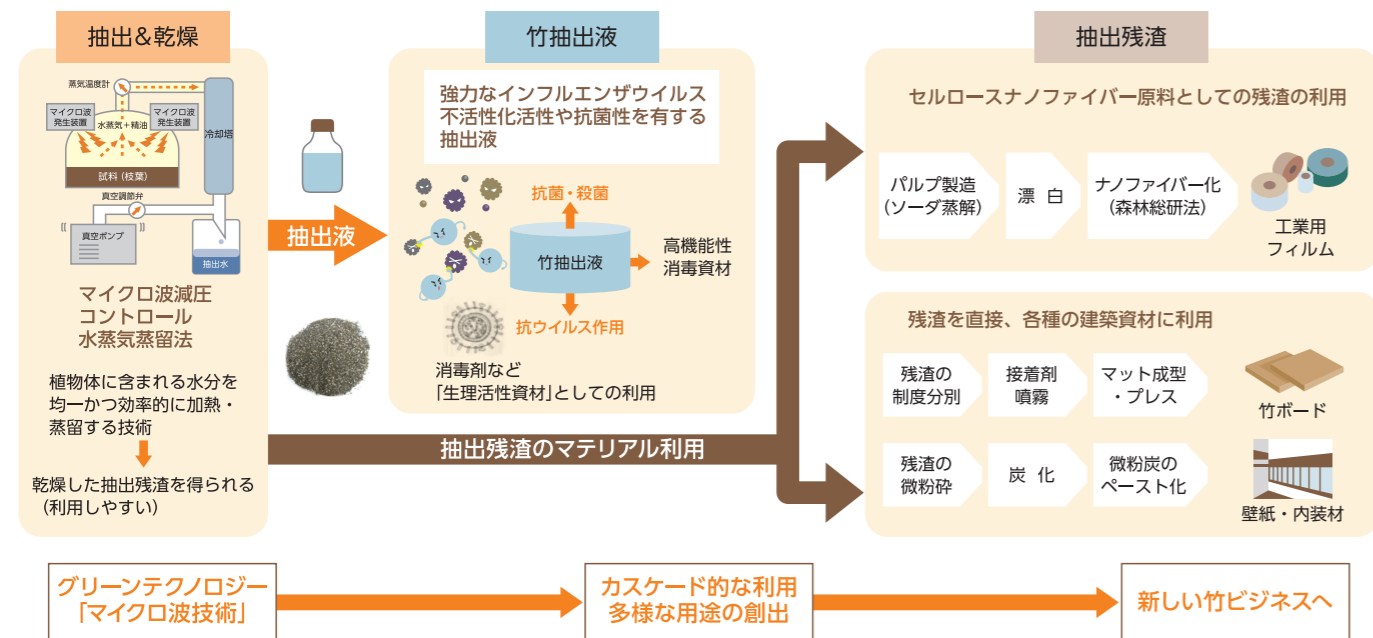 抽出&乾燥
蒸気温度計
マイクロ波
発生装置
水蒸気+精油
マイクロ波
発生装置
冷却塔
試料(枝葉)
真空調節弁
真空ポンプ
抽出水
マイクロ波減圧
コントロール
水蒸気蒸留法
植物体に含まれる水分を
均一かつ効率的に加熱・
蒸留する技術
乾燥した抽出残渣を得られる
(利用しやすい)
抽出液
竹抽出液
強力なインフルエンザウイルス
不活性化活性や抗菌性を有する
抽出液
抗菌・殺菌
竹抽出液
高機能性
消毒資材
抗ウイルス作用
消毒剤など
「生理活性資材」としての利用
抽出残渣のマテリアル利用
抽出残渣
セルロースナノファイバー原料としての残渣の利用
パルプ製造
(ソーダ蒸解)
漂 白
ナノファイバー化
(森林総研法)
工業用
フィルム
残渣を直接、各種の建築資材に利用
残渣の
制度分別
接着剤
噴霧
マット成型
・プレス
竹ボード
残渣の
微粉砕
炭 化
微粉炭の
ペースト化
壁紙・内装材
グリーンテクノロジー
「マイクロ波技術」
カスケード的な利用
多様な用途の創出
新しい竹ビジネスへ